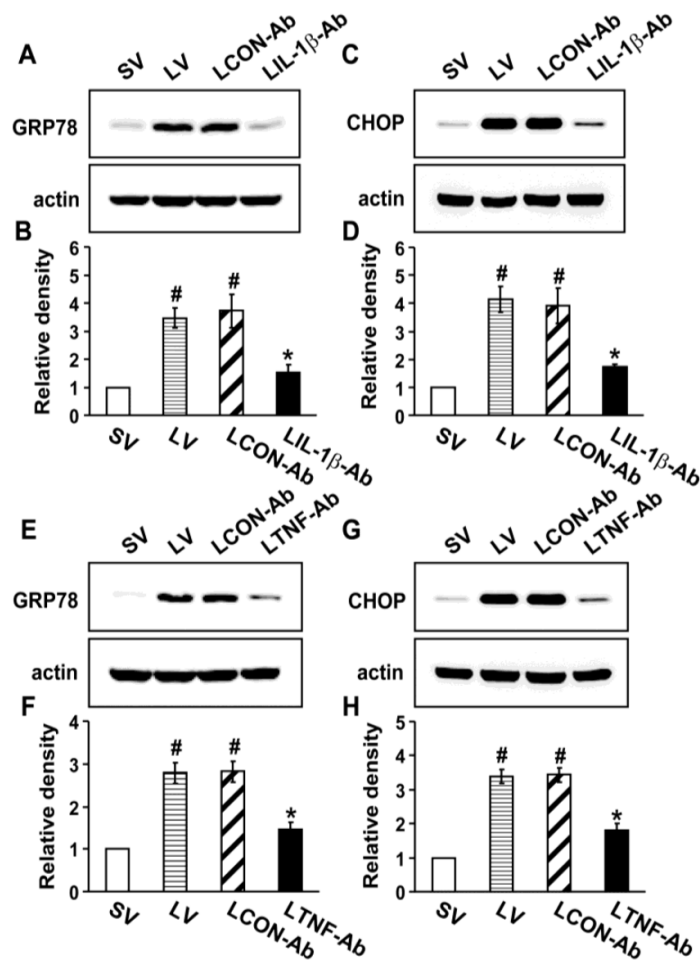 A
SV LV LCON-Ab LIL-1β-Ab
GRP78
actin
B
Relative density
6
5
4
3
2
1
0
# # *
SV LV LCON-Ab LIL-1β-Ab
C
SV LV LCON-Ab LIL-1β-Ab
CHOP
actin
D
Relative density
6
5
4
3
2
1
0
# # *
SV LV LCON-Ab LIL-1β-Ab
E
SV LV LCON-Ab LTNF-Ab
GRP78
actin
F
Relative density
4
3
2
1
0
# # *
SV LV LCON-Ab LTNF-Ab
G
SV LV LCON-Ab LTNF-Ab
CHOP
actin
H
Relative density
5
4
3
2
1
0
# # *
SV LV LCON-Ab LTNF-Ab